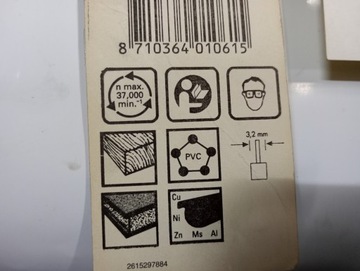 8 710364 010615
n max.
37,000
min.⁻¹
PVC
3,2 mm
Cu
Ni
Zn Ms Al
2615297884